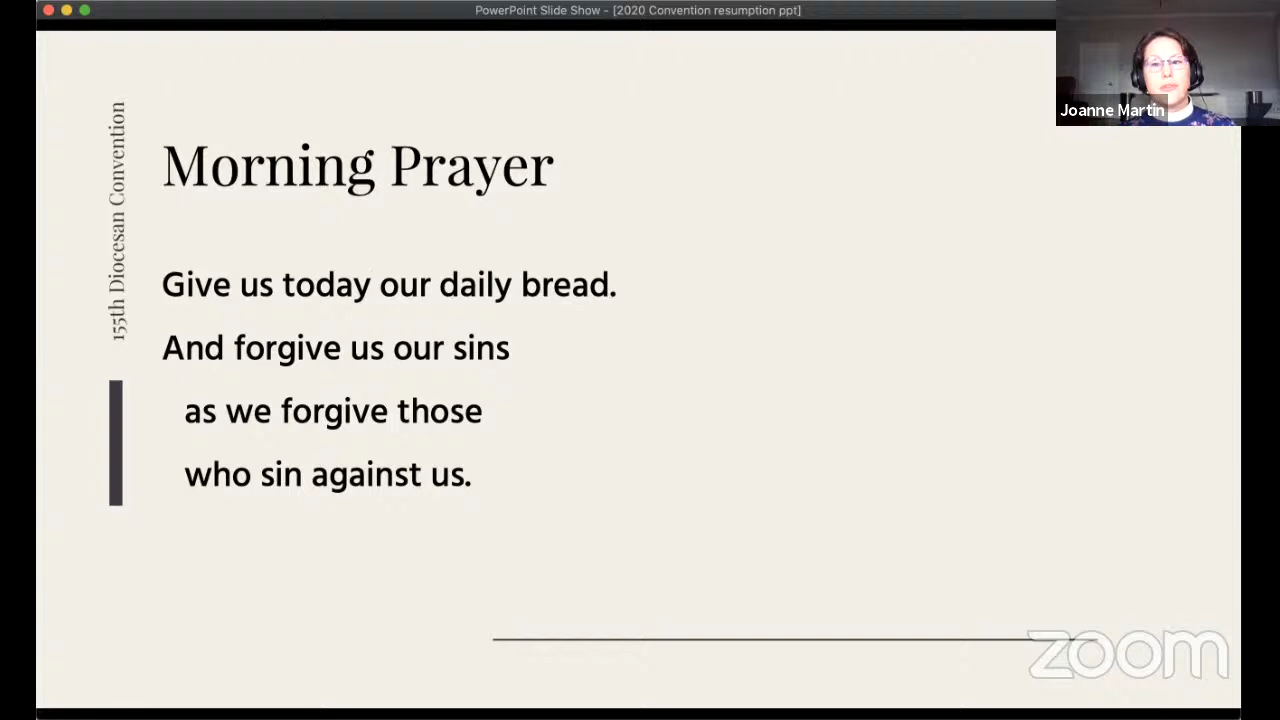 PowerPoint Slide Show - [2020 Convention resumption ppt]
Joanne Martin
155th Diocesan Convention
Morning Prayer
Give us today our daily bread.
And forgive us our sins
as we forgive those
who sin against us.
zoom